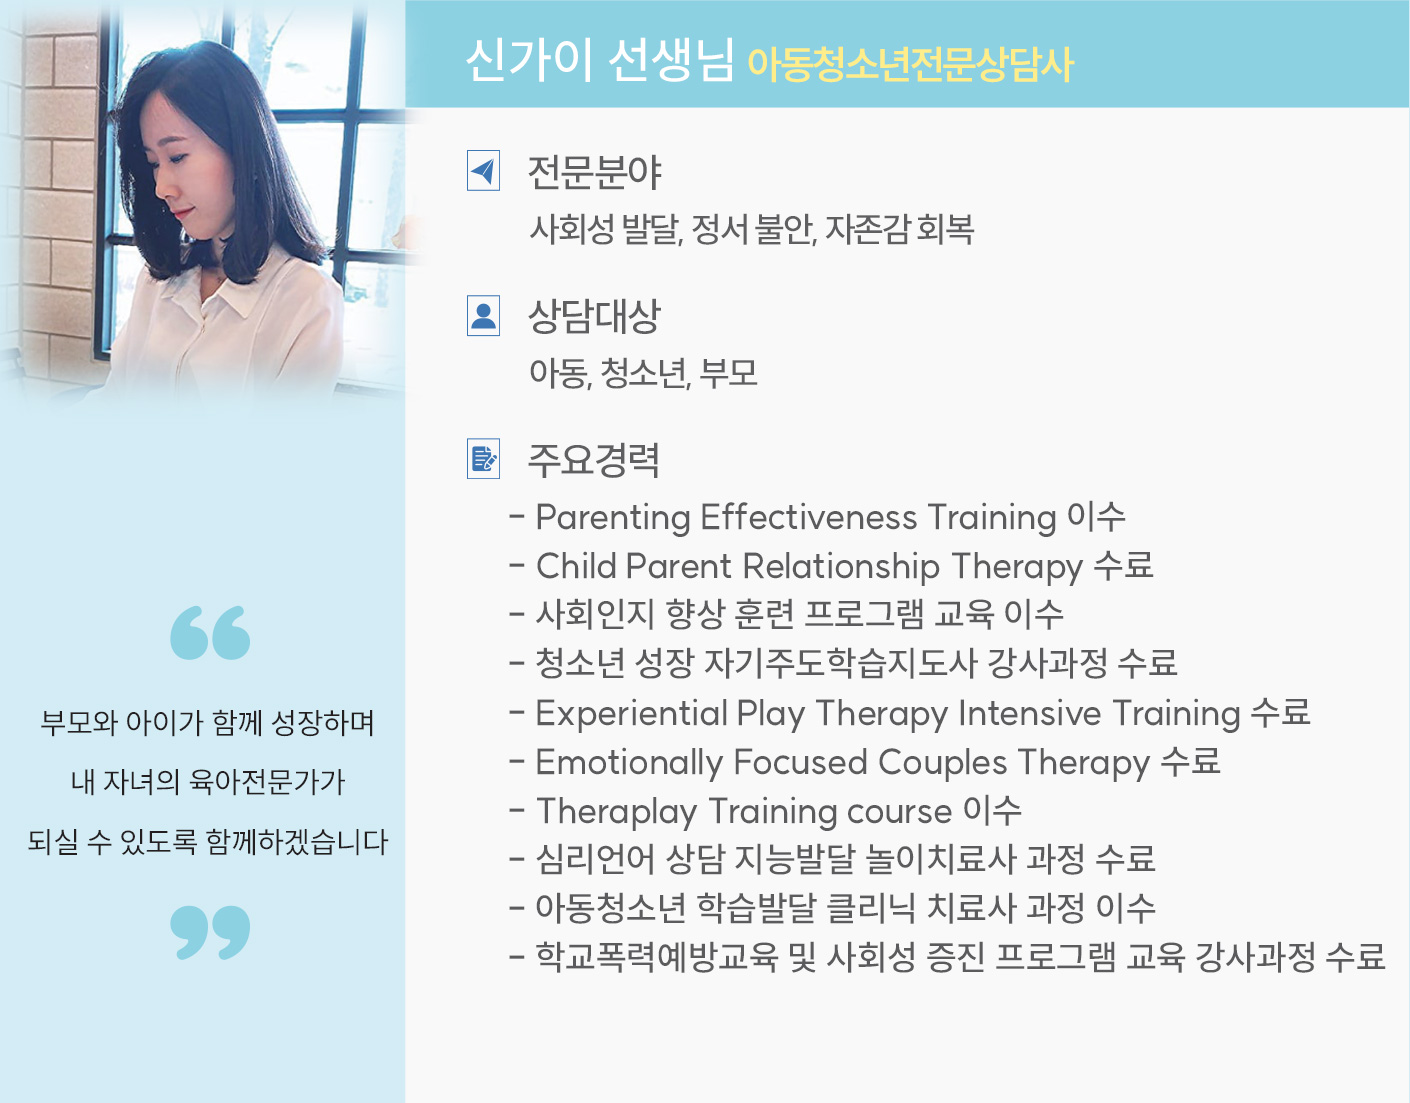 신가이 선생님 아동청소년전문상담사
전문분야
사회성 발달, 정서 불안, 자존감 회복
상담대상
아동, 청소년, 부모
주요경력
- Parenting Effectiveness Training 이수
- Child Parent Relationship Therapy 수료
- 사회인지 향상 훈련 프로그램 교육 이수
- 청소년 성장 자기주도학습지도사 강사과정 수료
- Experiential Play Therapy Intensive Training 수료
- Emotionally Focused Couples Therapy 수료
- Theraplay Training course 이수
- 심리언어 상담 지능발달 놀이치료사 과정 수료
- 아동청소년 학습발달 클리닉 치료사 과정 이수
- 학교폭력예방교육 및 사회성 증진 프로그램 교육 강사과정 수료
“
부모와 아이가 함께 성장하며
내 자녀의 육아전문가가
되실 수 있도록 함께하겠습니다
”